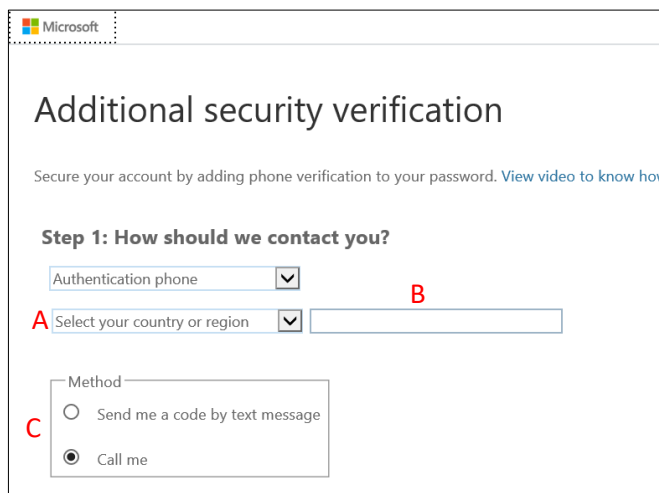 Microsoft
Additional security verification
Secure your account by adding phone verification to your password. View video to know how
Step 1: How should we contact you?
Authentication phone
B
A Select your country or region
Method
Send me a code by text message
C
Call me